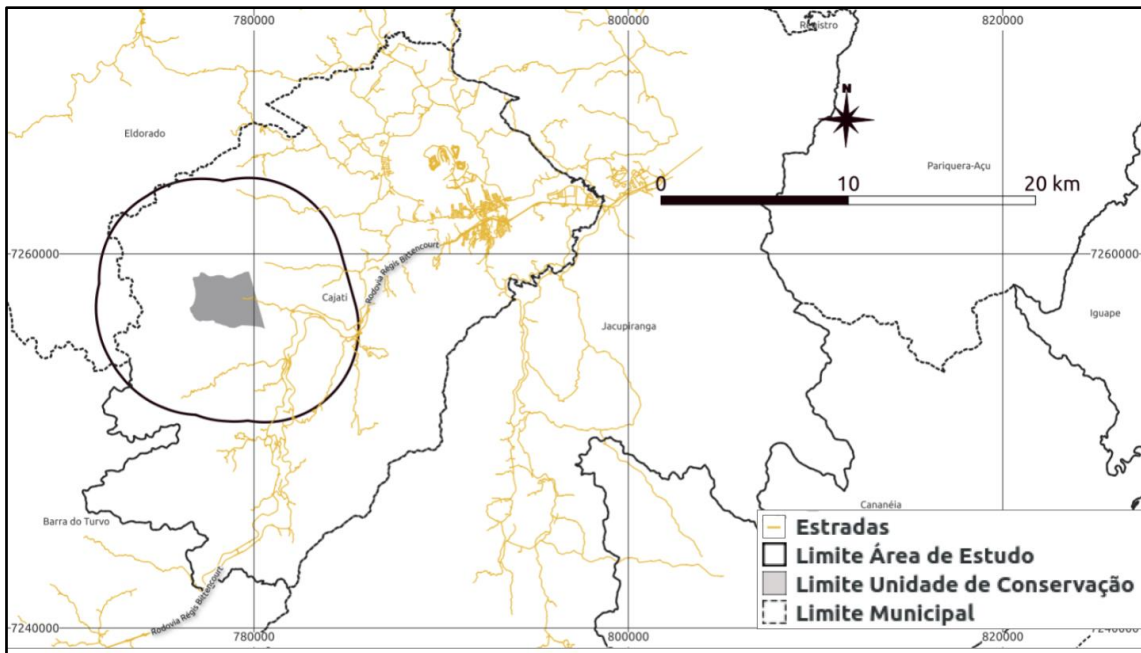 780000
800000
820000
Registro
N
Eldorado
Pariquera-Açu
0
10
20 km
7260000
7260000
Rodovia Régis Bittencourt
Cajati
Jacupiranga
Iguape
Cananéia
Barra do Turvo
Estradas
Limite Área de Estudo
Limite Unidade de Conservação
Limite Municipal
Rodovia Régis Bittencourt
7240000
7240000
780000
800000
820000